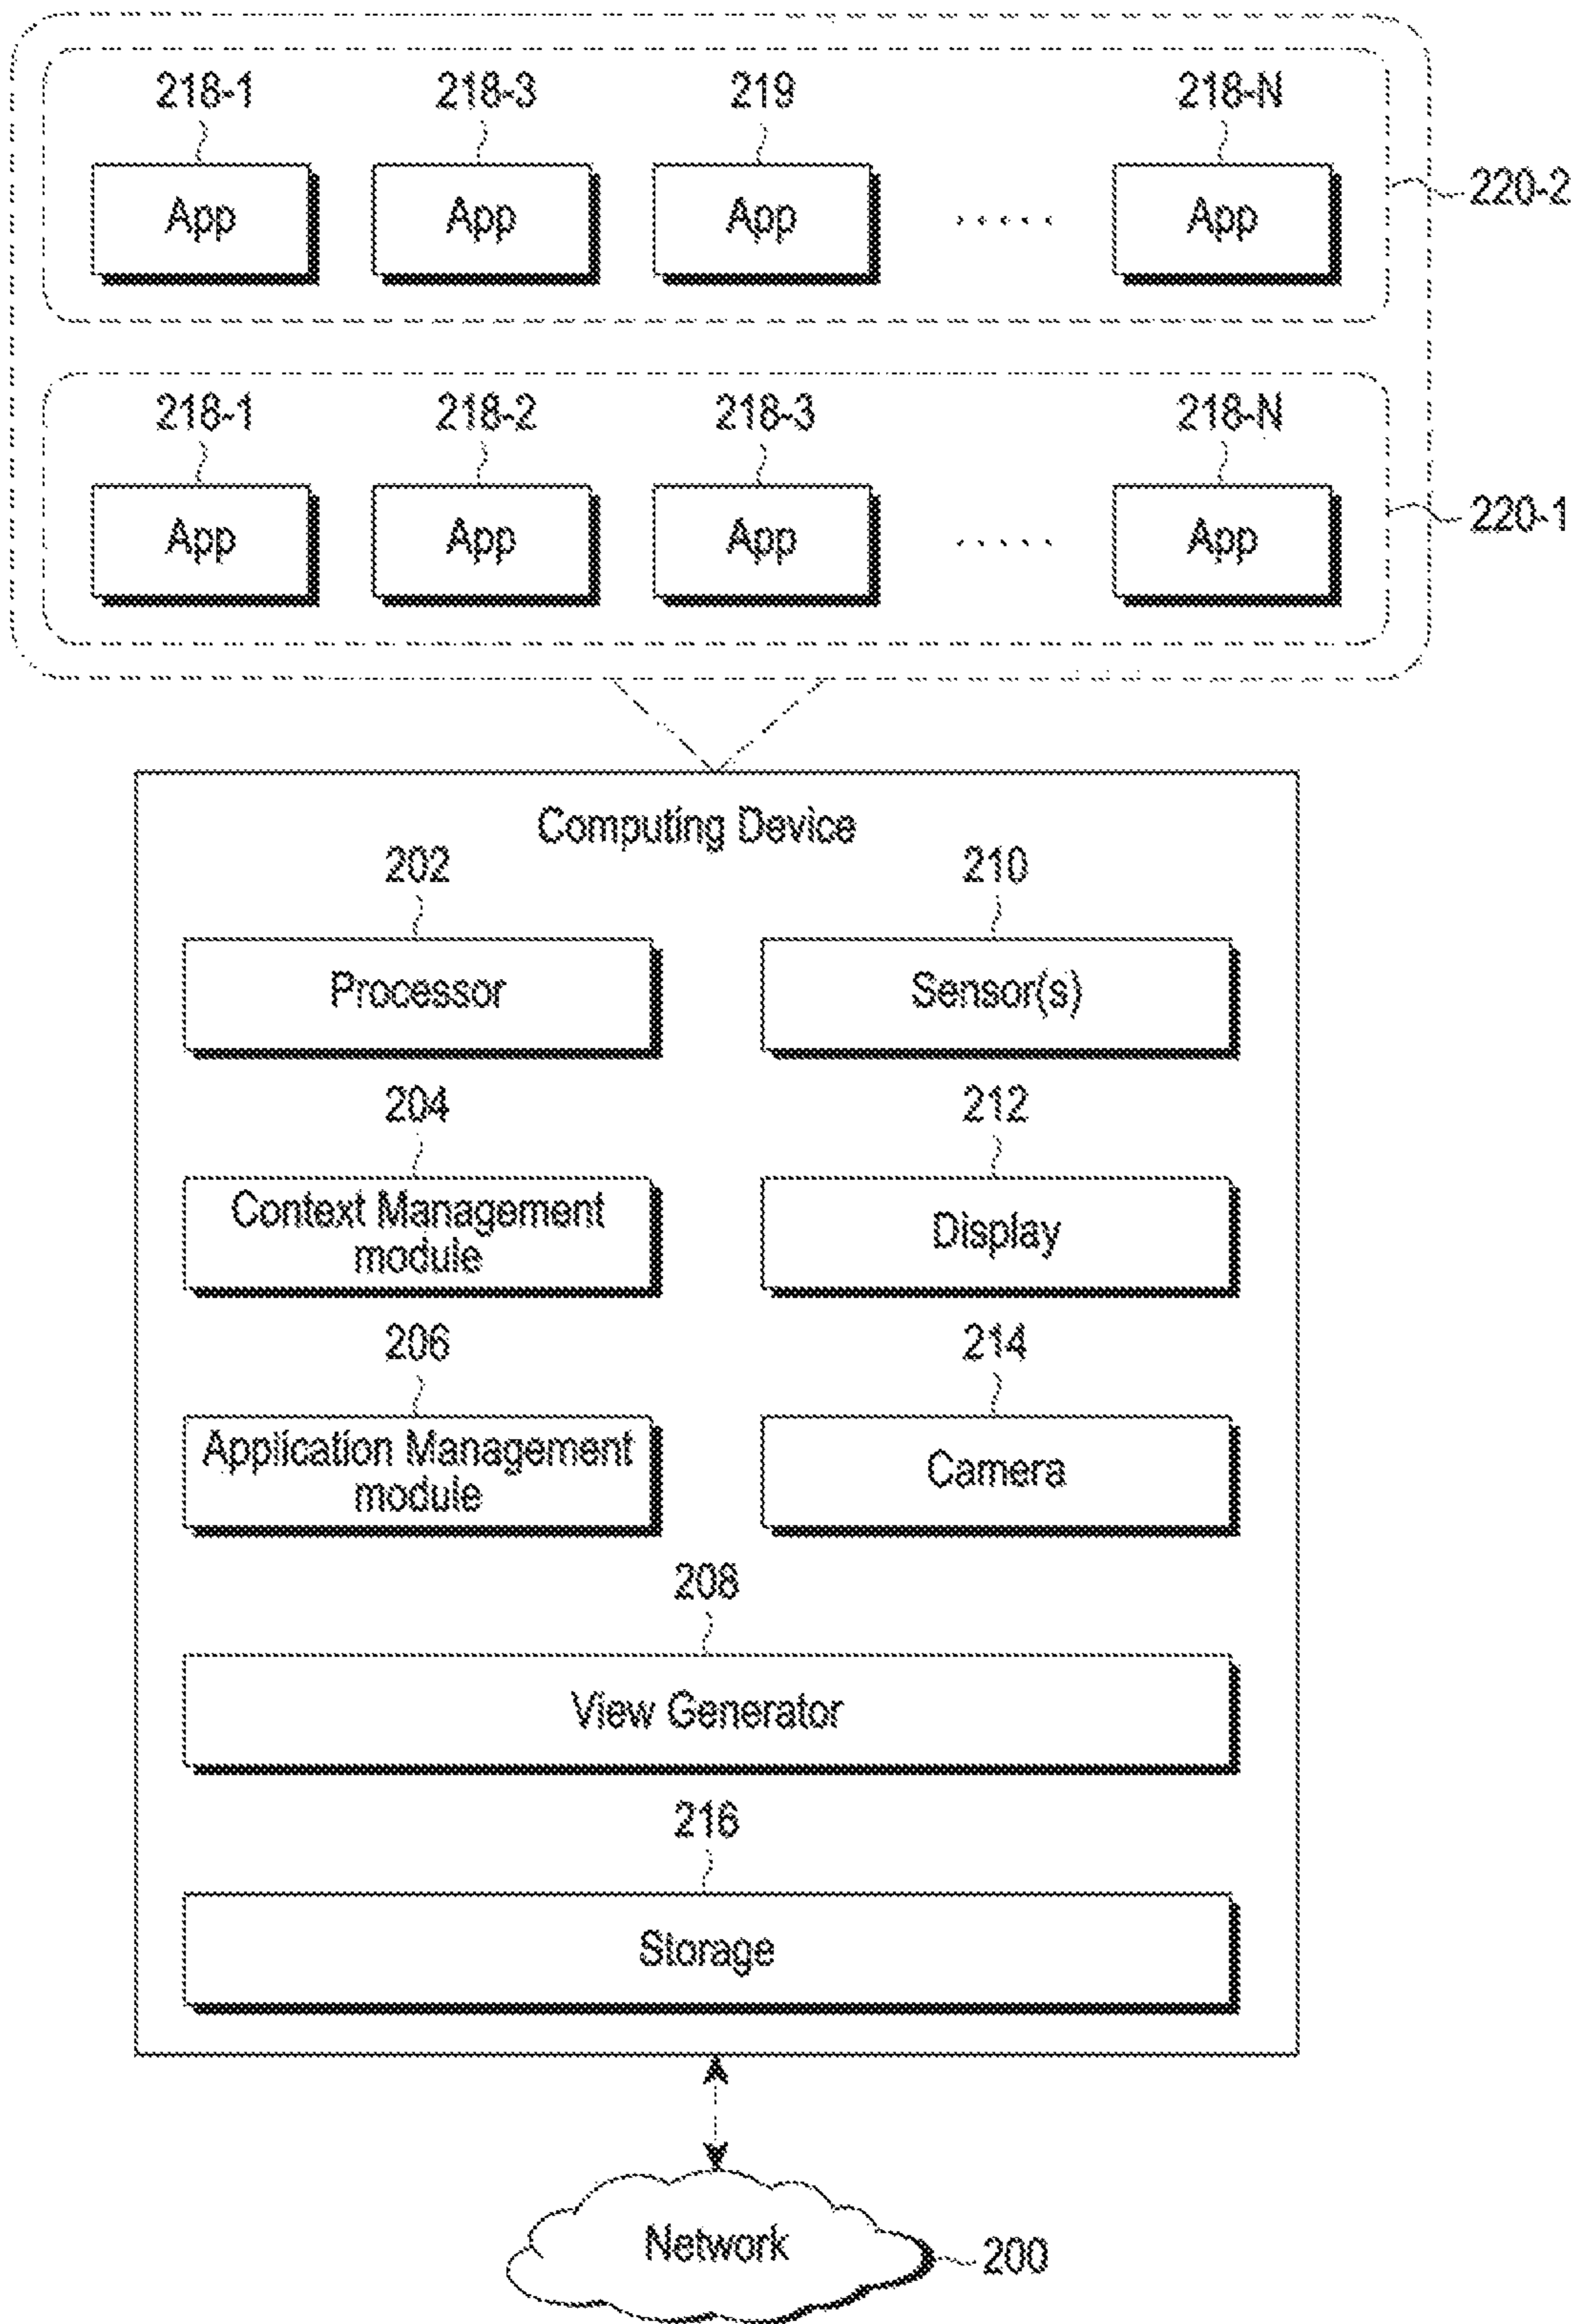 218-1 218-3 219 218-N
App App App ..... App
220-2
218-1 218-2 218-3 218-N
App App App ..... App
220-1
Computing Device
202 210
Processor Sensor(s)
204 212
Context Management
module
Display
206 214
Application Management
module
Camera
208
View Generator
216
Storage
Network
200